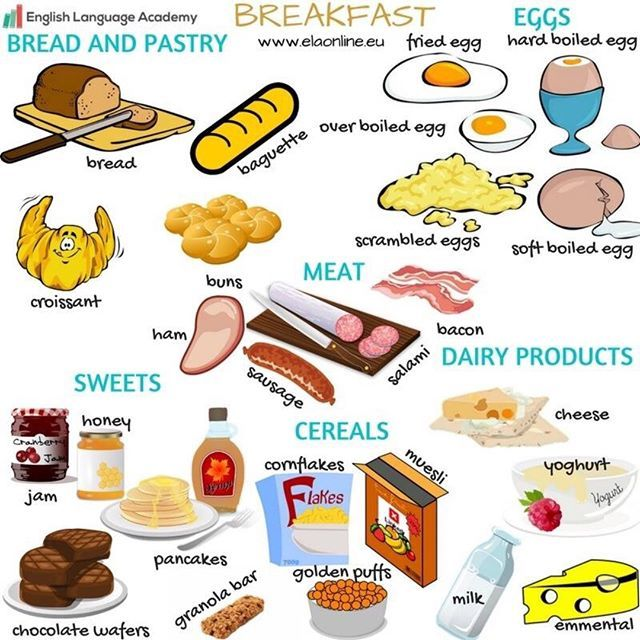 English Language Academy
BREAKFAST
www.elaonline.eu
BREAD AND PASTRY
bread
baguette
croissant
buns
EGGS
fried egg
hard boiled egg
over boiled egg
scrambled eggs
soft boiled egg
MEAT
ham
sausage
salami
bacon
SWEETS
Cranberry
Jam
jam
honey
pancakes
chocolate wafers
granola bar
CEREALS
cornflakes
Flakes
700g
muesli
golden puffs
DAIRY PRODUCTS
cheese
yoghurt
Yogurt
milk
emmental